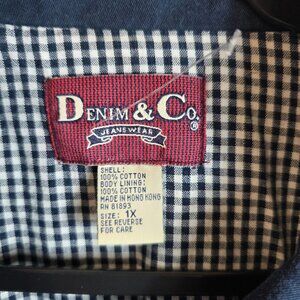 DENIM & CO.®
JEANSWEAR
SHELL:
100% COTTON
BODY LINING:
100% COTTON
MADE IN HONG KONG
RN 81893
SIZE: 1X
SEE REVERSE
FOR CARE